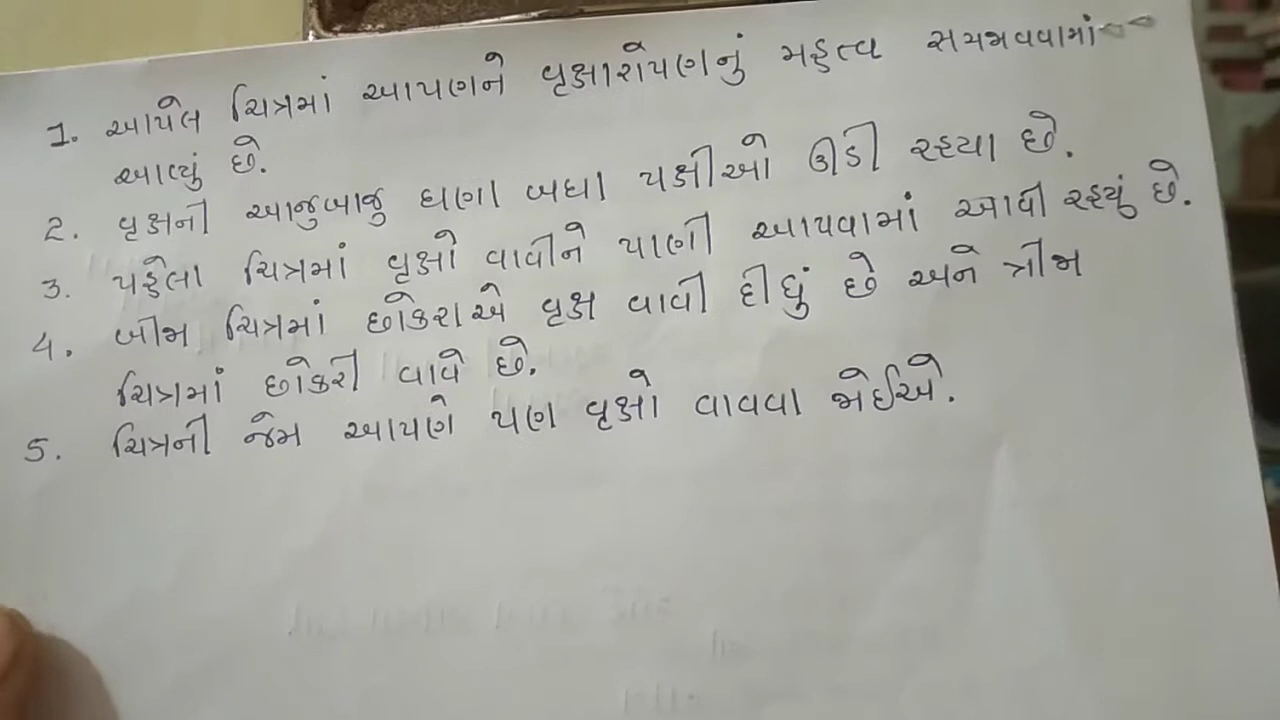 1. આપેલ ચિત્રમાં આપણને વૃક્ષારોપણનું મહત્વ સમજાવવામાં
આવ્યું છે.
2. વૃક્ષની આજુબાજુ ઘણા બધા પક્ષીઓ ઊડી રહ્યા છે.
3. પહેલા ચિત્રમાં વૃક્ષો વાવીને પાણી આપવામાં આવી રહ્યું છે.
4. બીજા ચિત્રમાં છોકરાએ વૃક્ષ વાવી દીધું છે અને ત્રીજા
ચિત્રમાં છોકરી વાવે છે.
5. ચિત્રની જેમ આપણે પણ વૃક્ષો વાવવા જોઈએ.